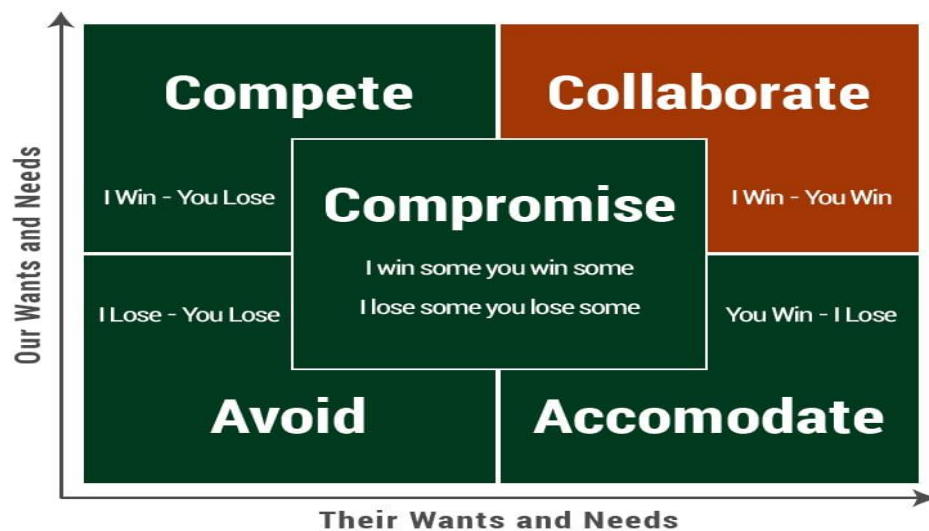 Our Wants and Needs
Compete
Collaborate
I Win - You Lose
I Win - You Win
Compromise
I win some you win some
I lose some you lose some
I Lose - You Lose
You Win - I Lose
Avoid
Accomodate
Their Wants and Needs